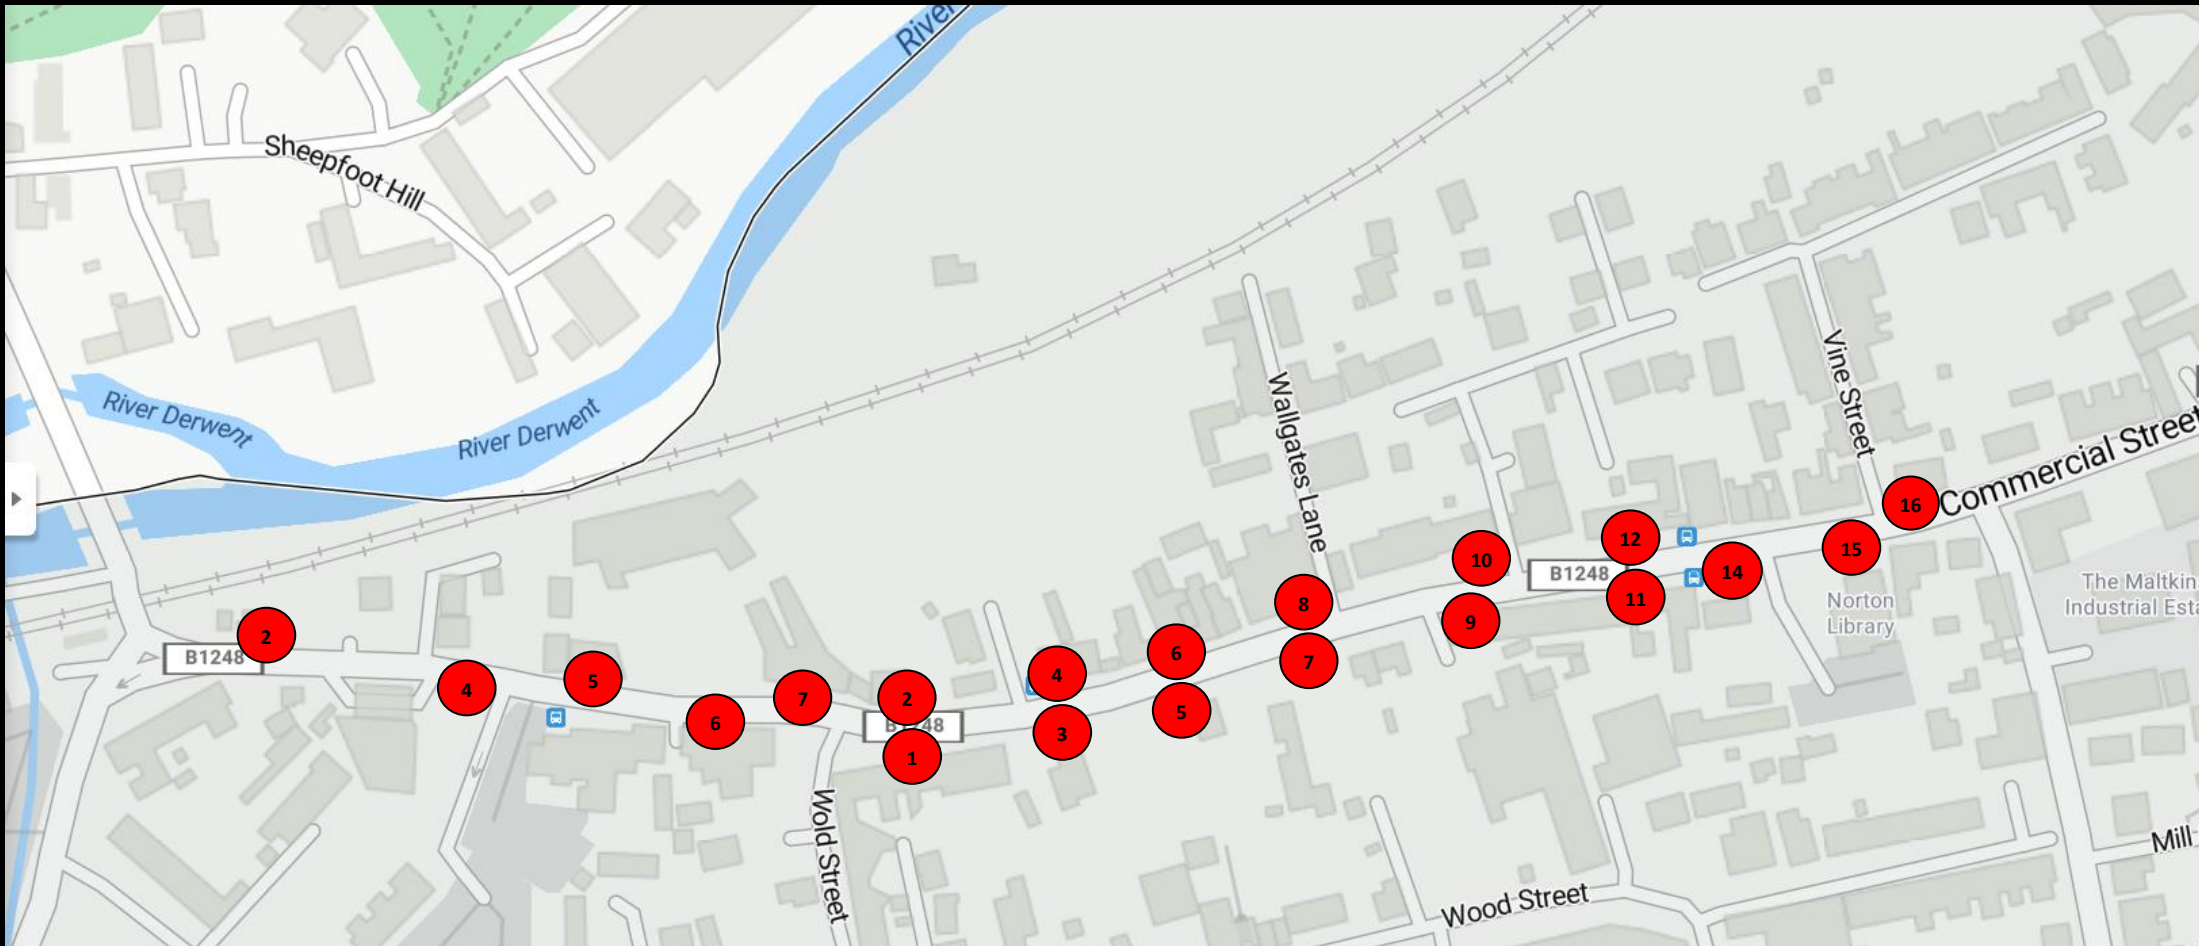 River
Sheepfoot Hill
River Derwent
River Derwent
Wallgates Lane
Vine Street
Commercial Street
16
12
15
10
B1248
14
The Maltkin
Industrial Esta
11
Norton
Library
8
9
2
B1248
6
7
4
5
4
7
2
5
6
B1248
3
1
Wold Street
Mill
Wood Street